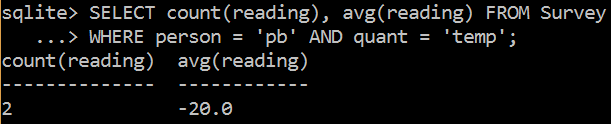 sqlite> SELECT count(reading), avg(reading) FROM Survey
   ...> WHERE person = 'pb' AND quant = 'temp';
count(reading)  avg(reading)
--------------  ------------
2               -20.0